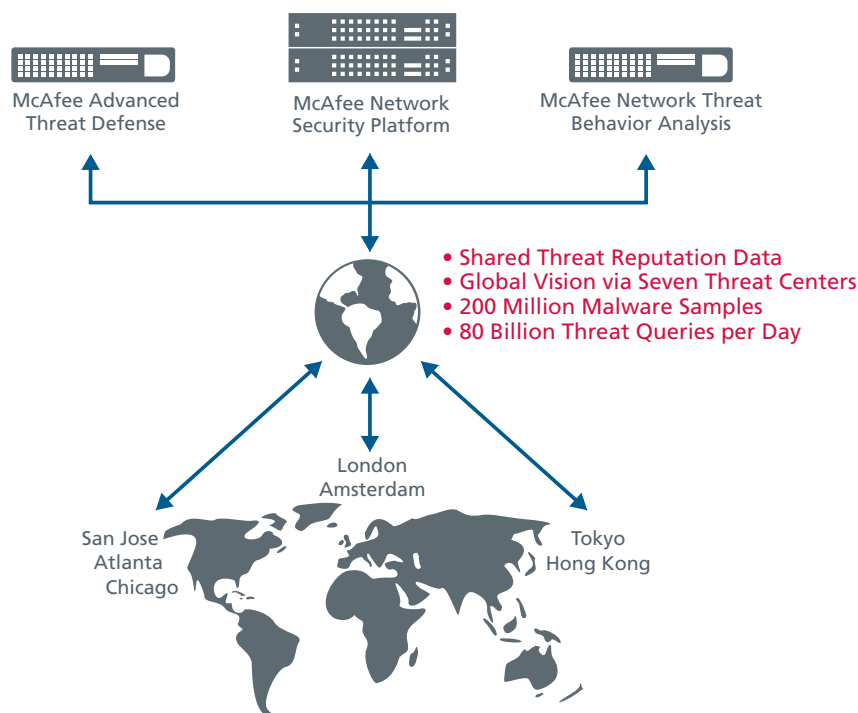 McAfee Advanced
Threat Defense
McAfee Network
Security Platform
McAfee Network Threat
Behavior Analysis
• Shared Threat Reputation Data
• Global Vision via Seven Threat Centers
• 200 Million Malware Samples
• 80 Billion Threat Queries per Day
London
Amsterdam
San Jose
Atlanta
Chicago
Tokyo
Hong Kong